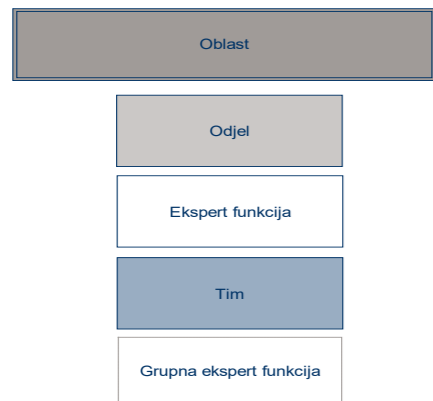 Oblast
Odjel
Ekspert funkcija
Tim
Grupna ekspert funkcija